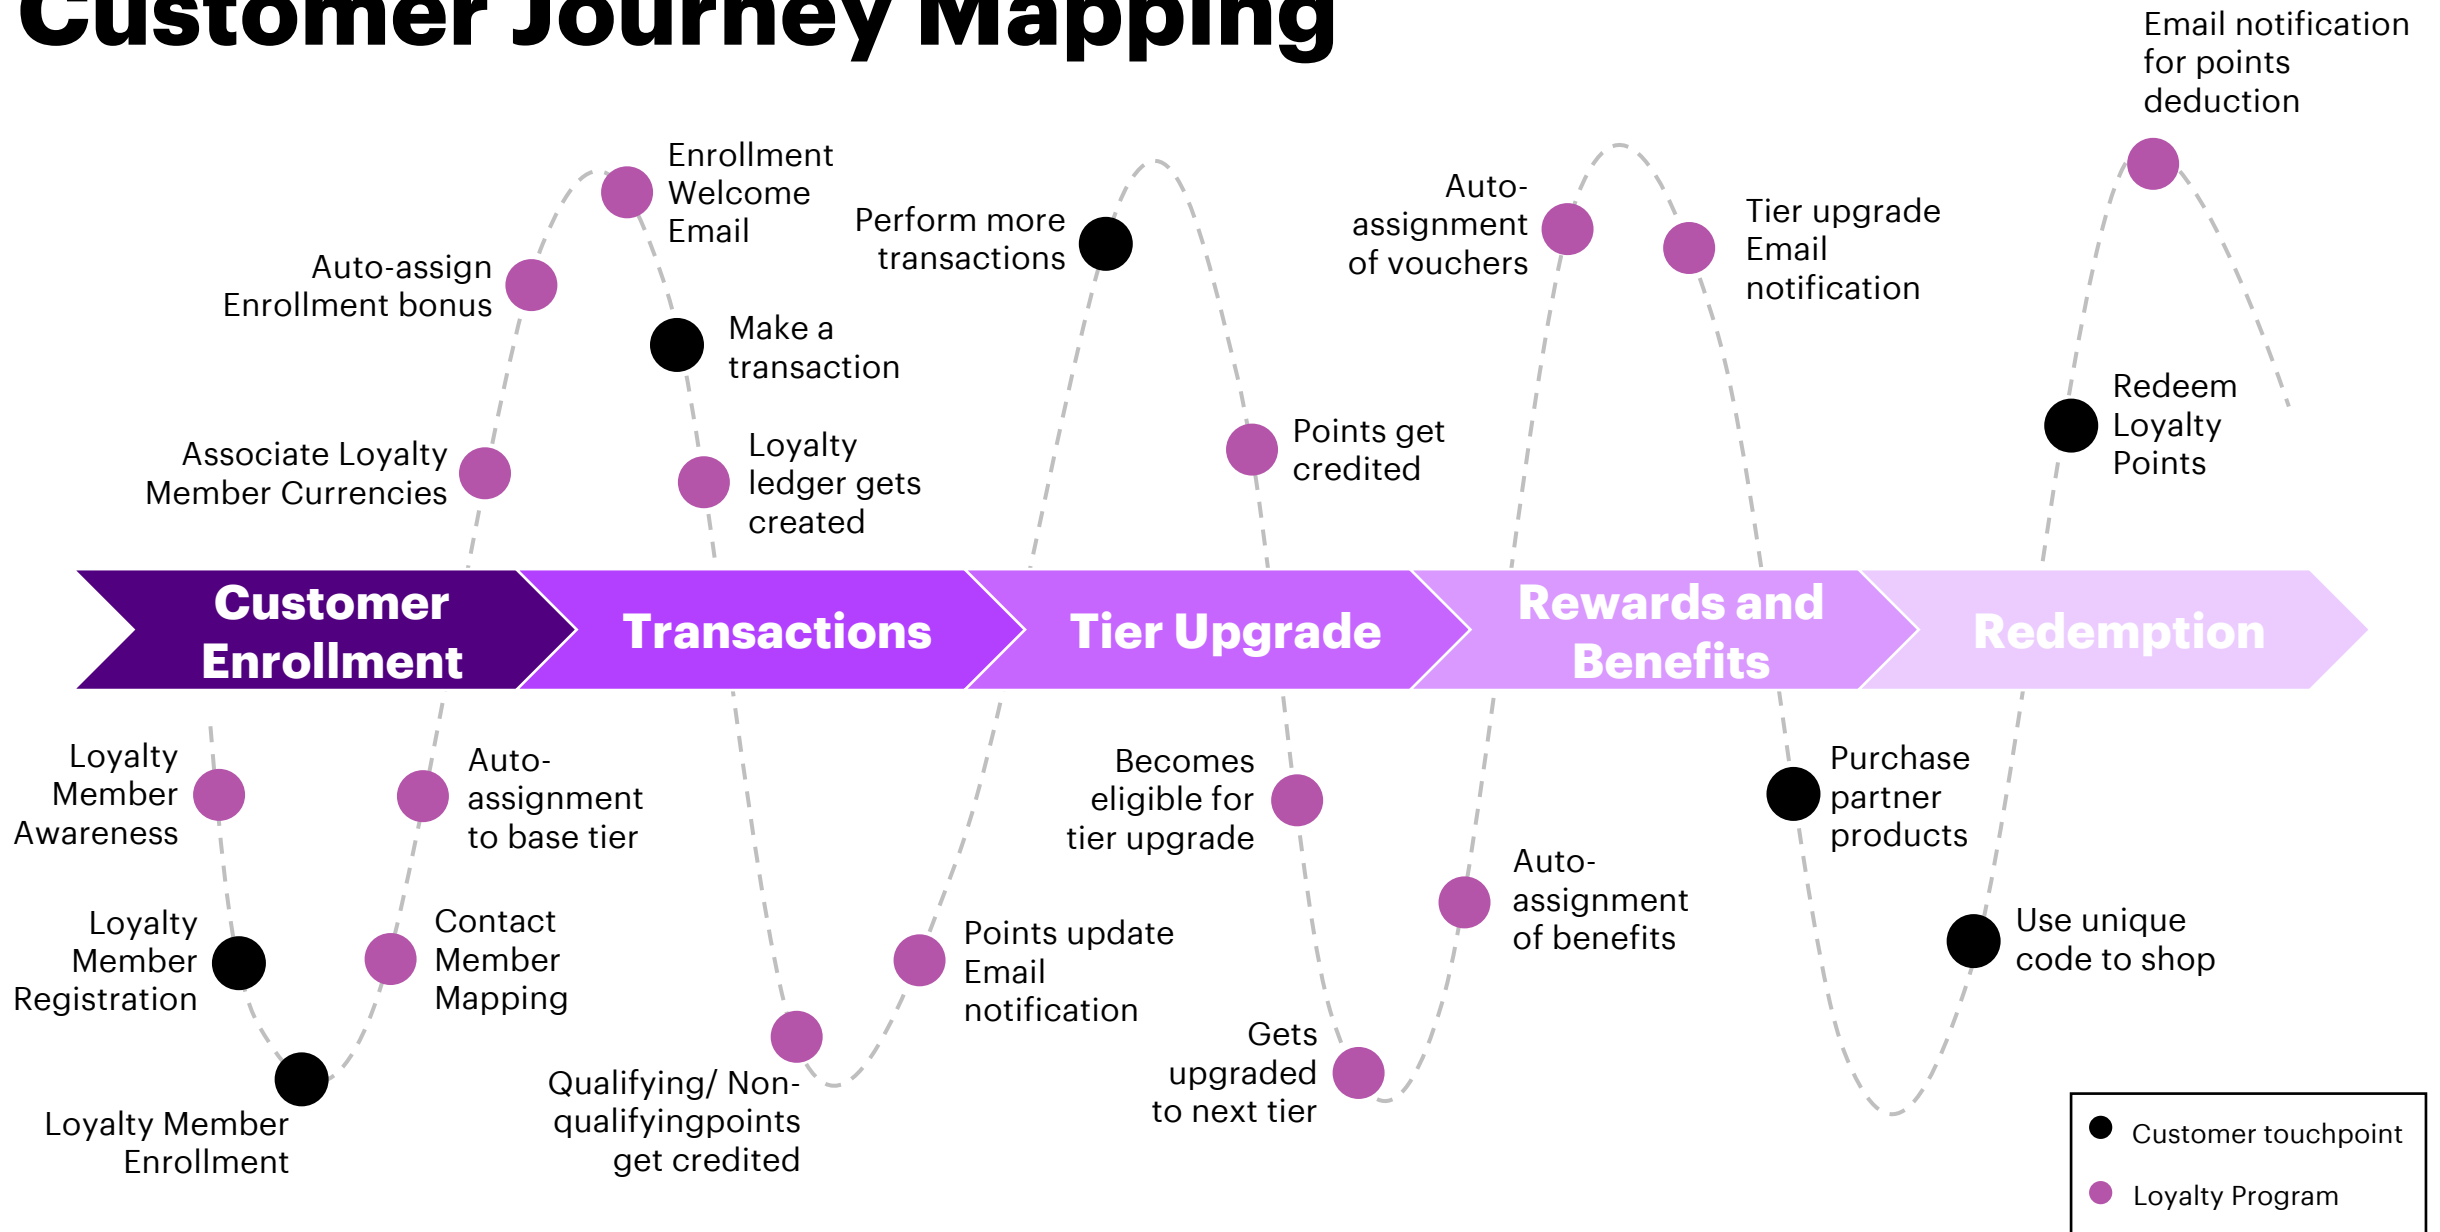 Customer Journey Mapping
Email notification
for points
deduction
Enrollment
Welcome
Email
Perform more
transactions
Auto-
assignment
of vouchers
Tier upgrade
Email
notification
Auto-assign
Enrollment bonus
Make a
transaction
Redeem
Loyalty
Points
Associate Loyalty
Member Currencies
Loyalty
ledger gets
created
Points get
credited
Customer
Enrollment
Transactions
Tier Upgrade
Rewards and
Benefits
Redemption
Loyalty
Member
Awareness
Auto-
assignment
to base tier
Becomes
eligible for
tier upgrade
Purchase
partner
products
Loyalty
Member
Registration
Contact
Member
Mapping
Points update
Email
notification
Auto-
assignment
of benefits
Use unique
code to shop
Loyalty Member
Enrollment
Qualifying/ Non-
qualifyingpoints
get credited
Gets
upgraded
to next tier
Customer touchpoint
Loyalty Program